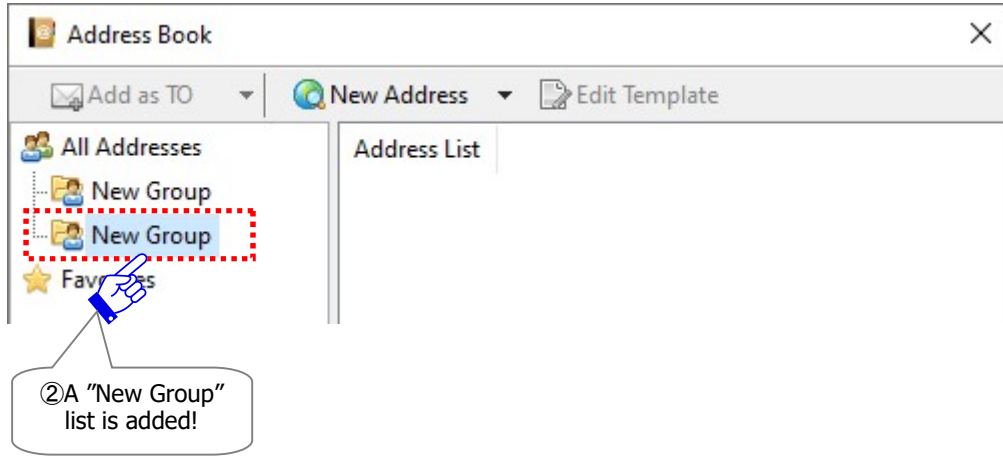 Address Book
Add as TO New Address Edit Template
All Addresses
Address List
New Group
New Group
②A ”New Group”
list is added!